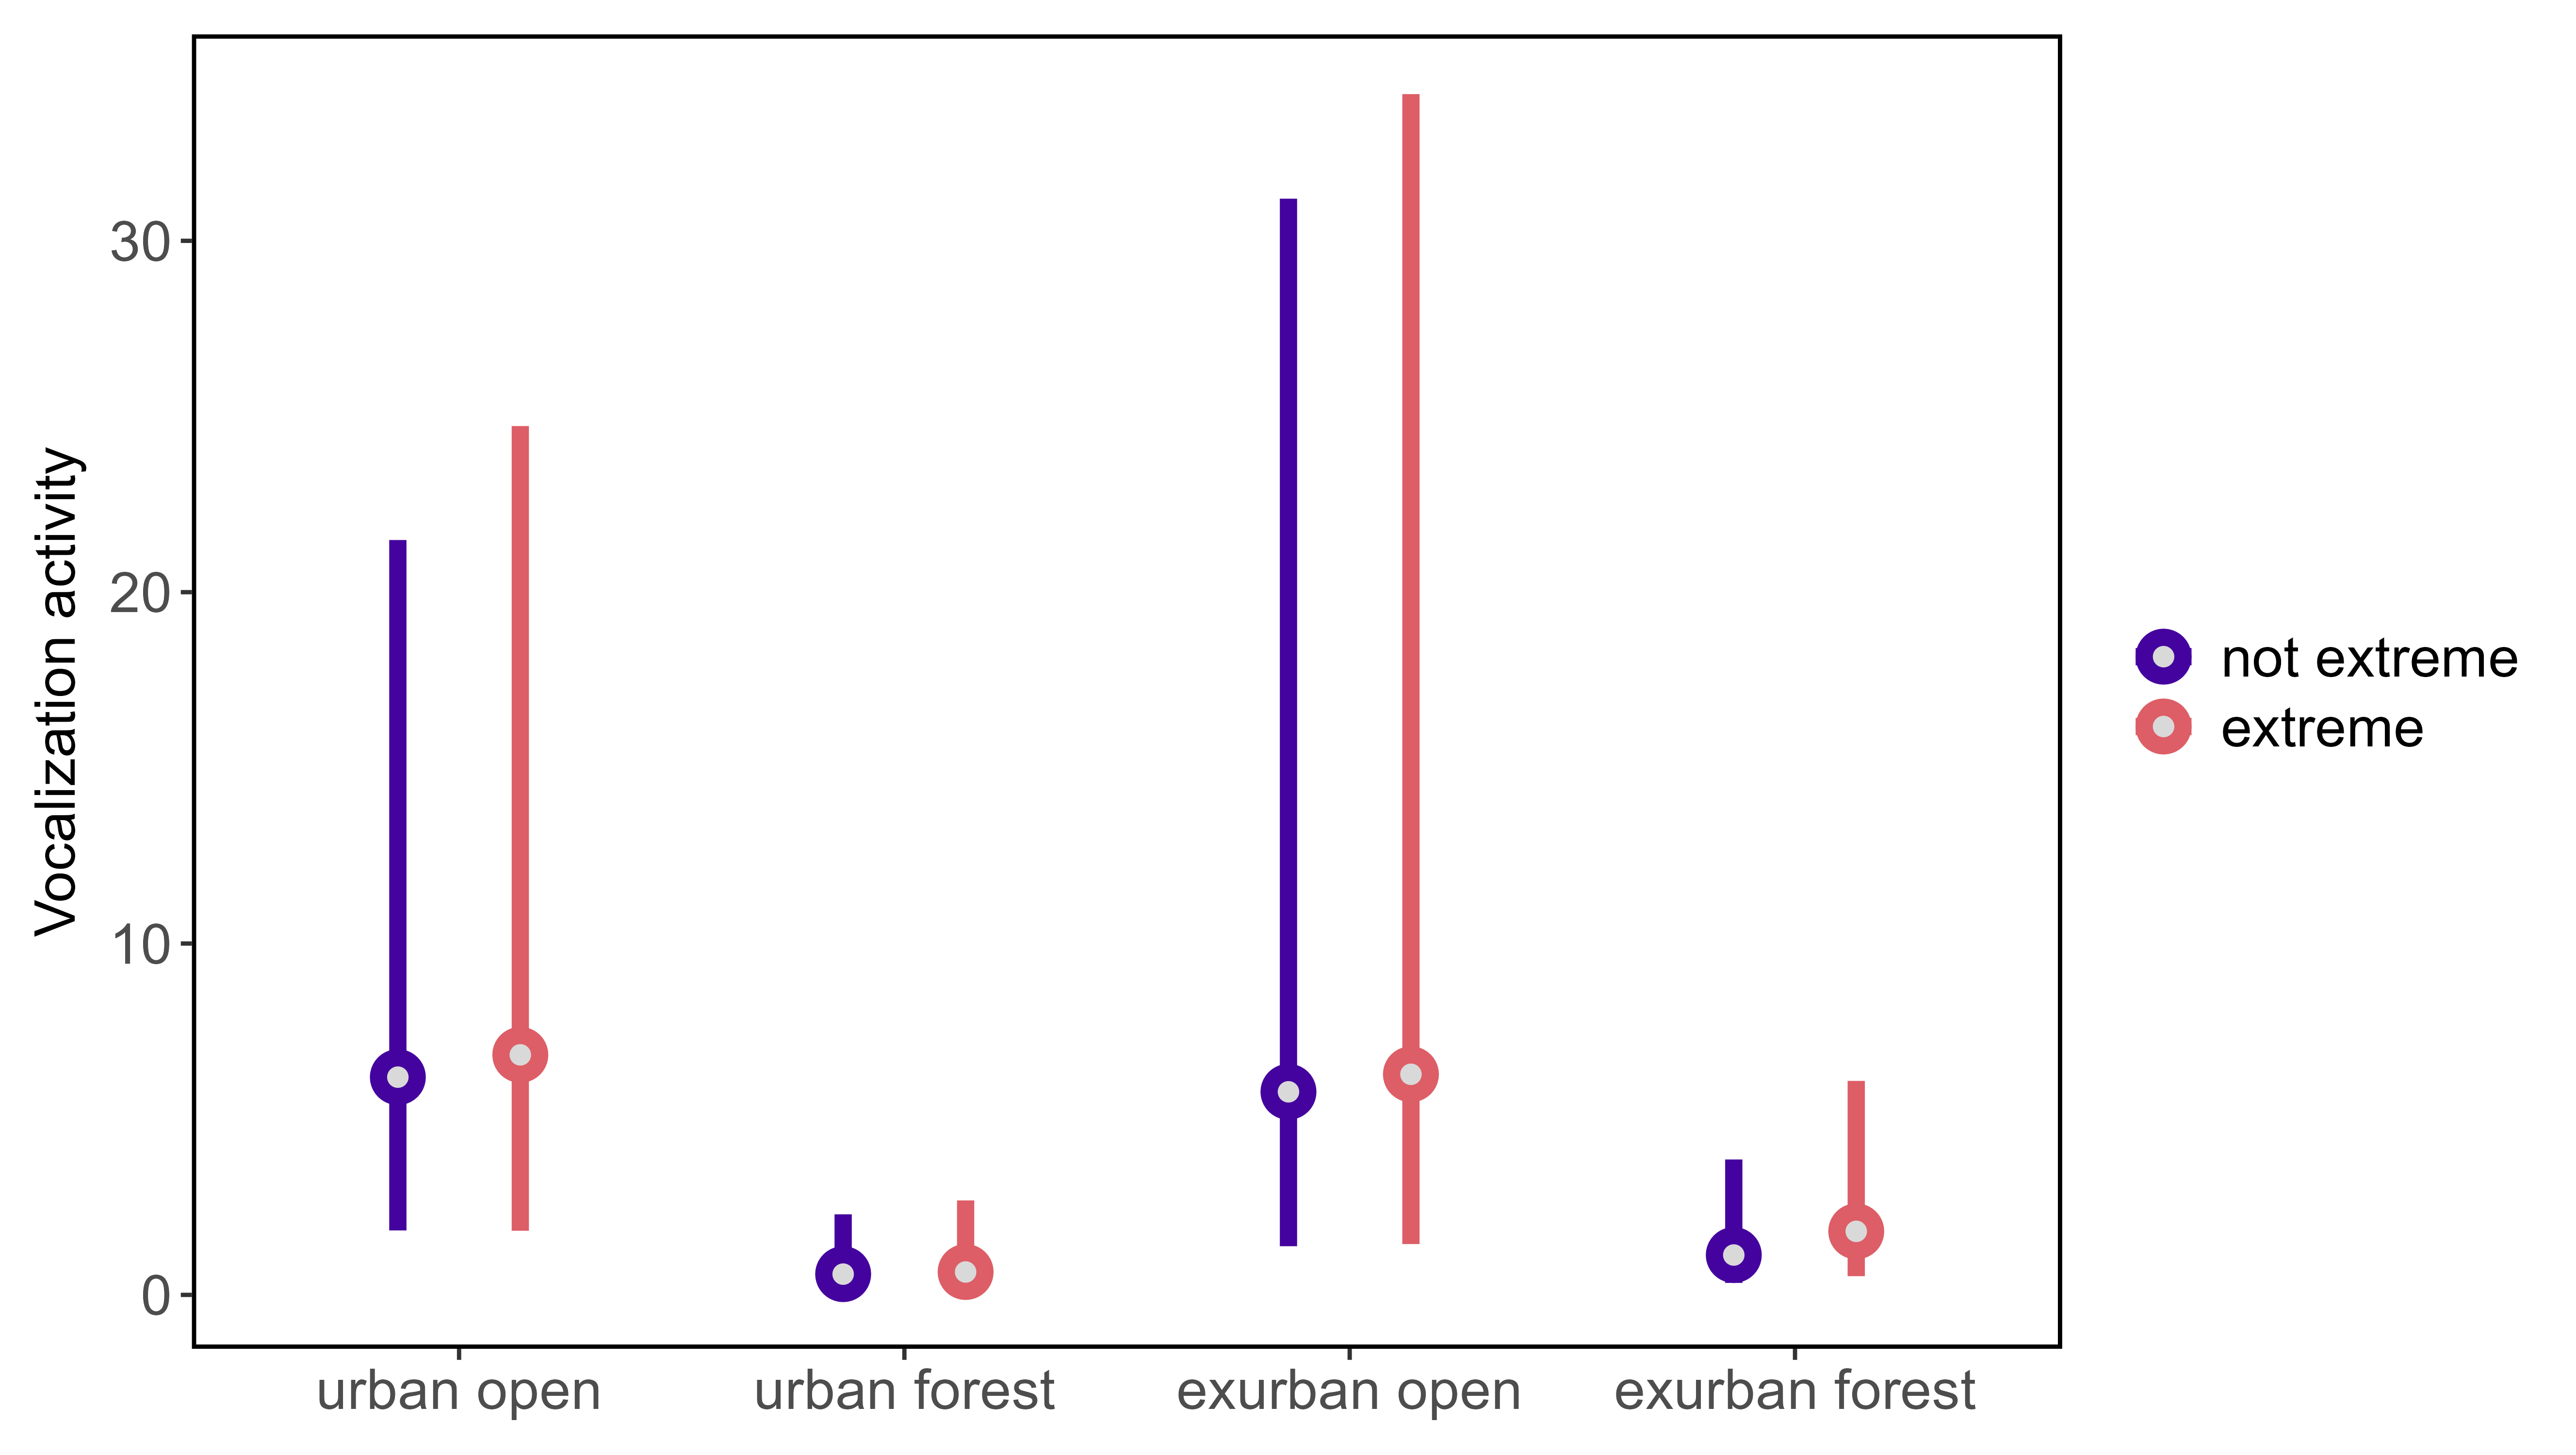 Vocalization activity
30
20
10
0
urban open
urban forest
exurban open
exurban forest
not extreme
extreme